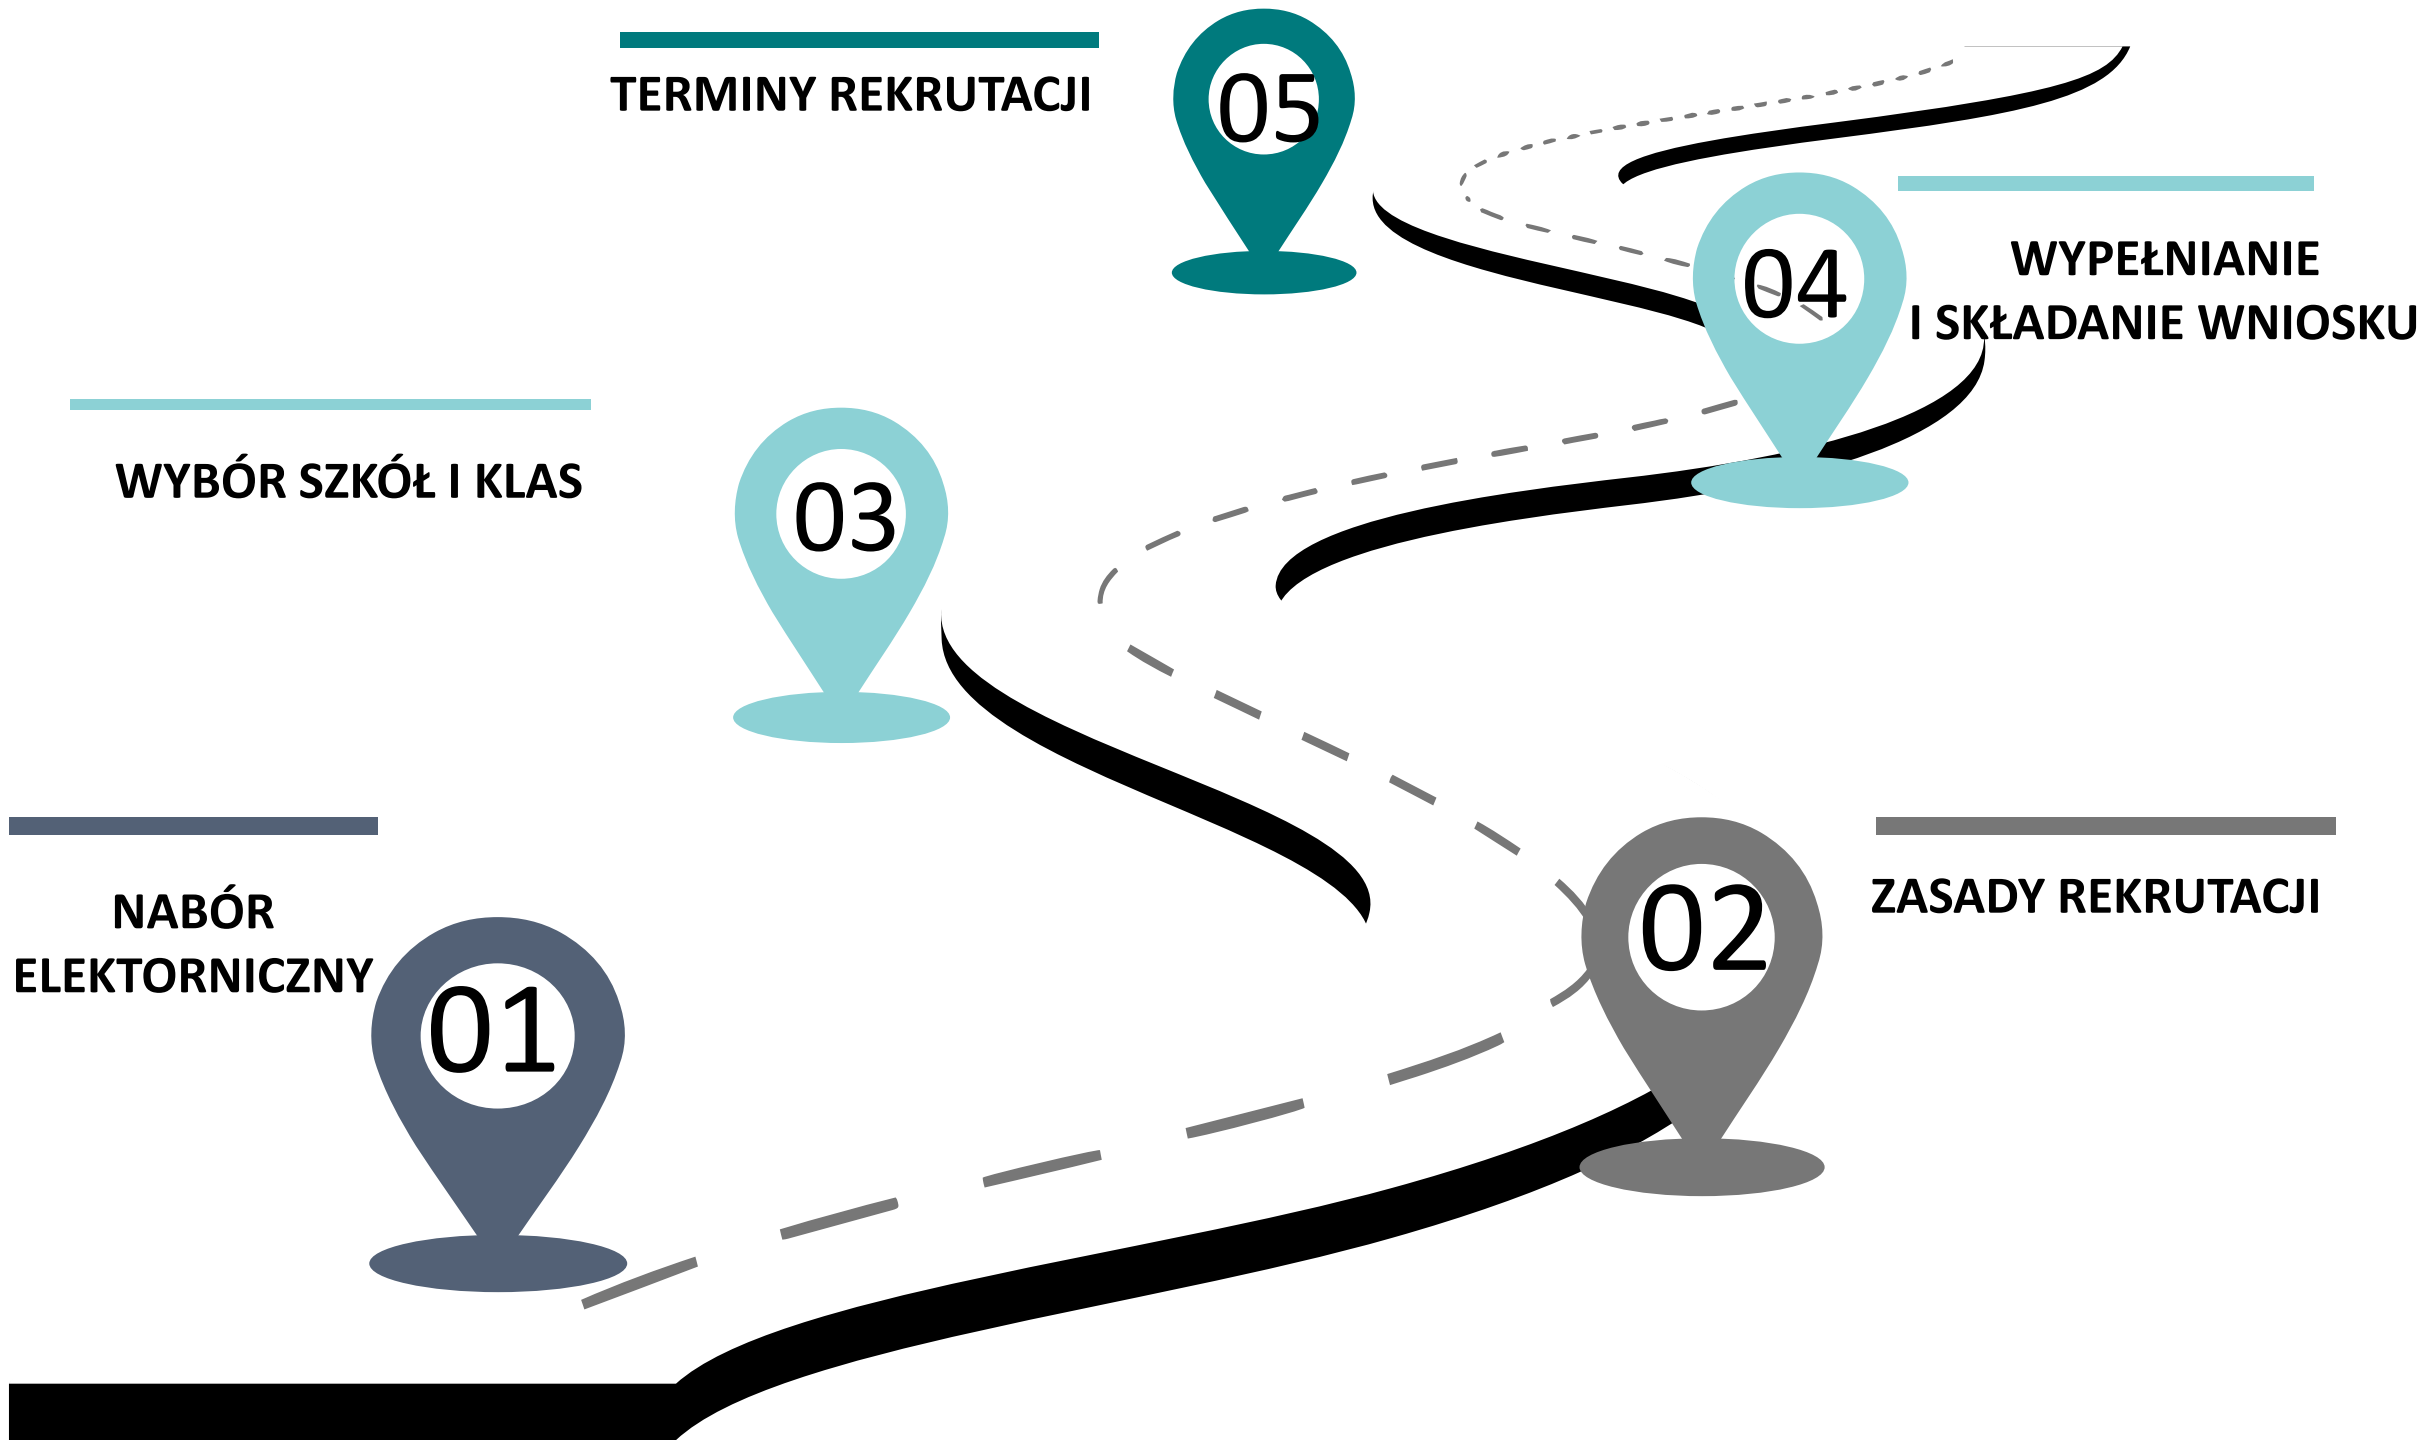 TERMINY REKRUTACJI
05
WYPEŁNIANIE
I SKŁADANIE WNIOSKU
04
WYBÓR SZKÓŁ I KLAS
03
NABÓR
ELEKTORNICZNY
01
ZASADY REKRUTACJI
02